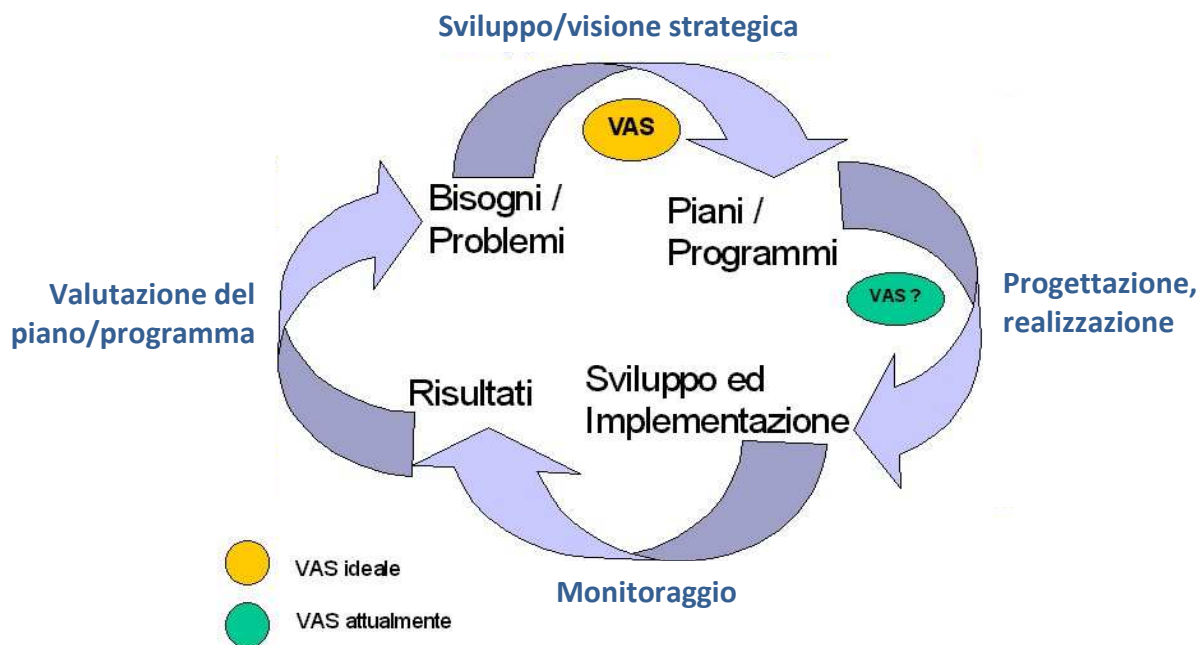 Sviluppo/visione strategica
VAS
Bisogni /
Problemi
Piani /
Programmi
VAS ?
Valutazione del
piano/programma
Progettazione,
realizzazione
Risultati
Sviluppo ed
Implementazione
VAS ideale
Monitoraggio
VAS attualmente